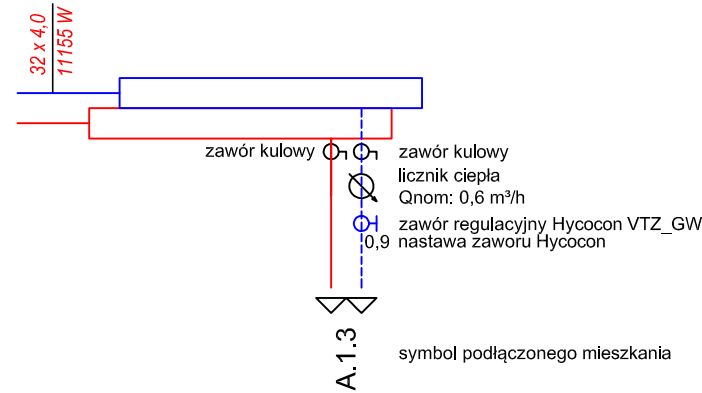 32 x 4,0
11155 W
zawór kulowy
zawór kulowy
licznik ciepła
Qnom: 0,6 m³/h
zawór regulacyjny Hycocon VTZ_GW
0,9 nastawa zaworu Hycocon
A.1.3
symbol podłączonego mieszkania